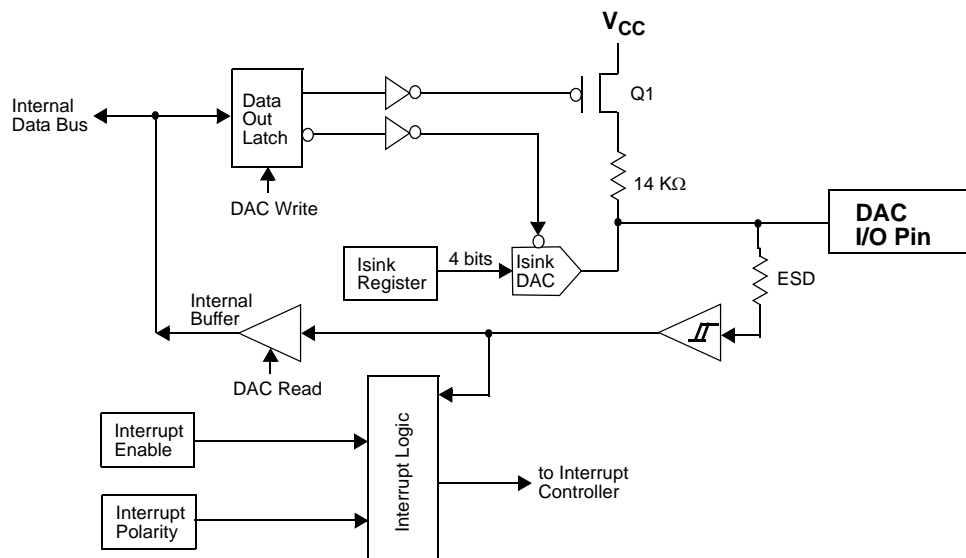 VCC
Q1
Internal
Data Bus
Data
Out
Latch
14 KΩ
DAC Write
DAC
I/O Pin
4 bits
Isink
Register
Isink
DAC
ESD
Internal
Buffer
DAC Read
Interrupt
Enable
Interrupt Logic
to Interrupt
Controller
Interrupt
Polarity